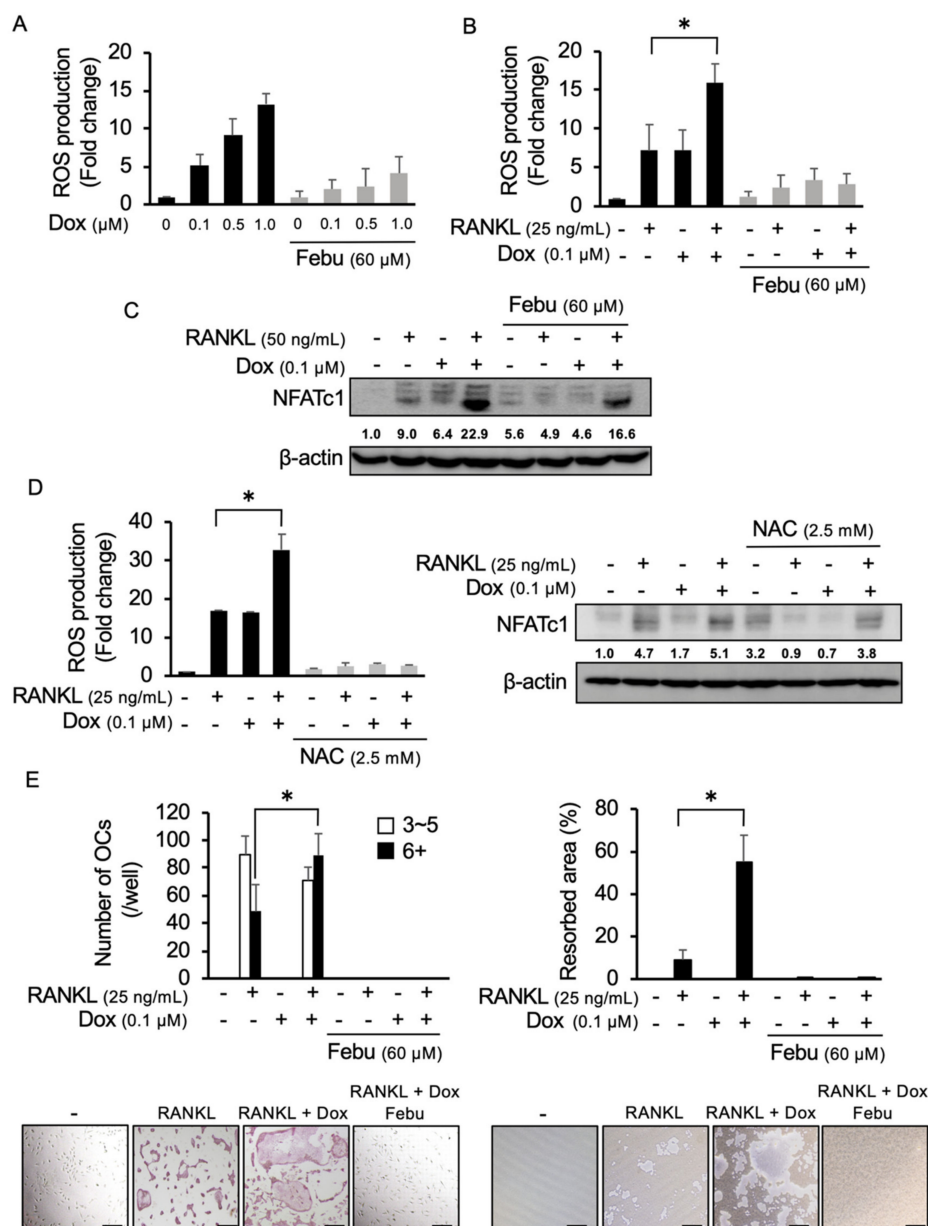 A
ROS production
(Fold change)
20
15
10
5
0
Dox (µM)
0 0.1 0.5 1.0 0 0.1 0.5 1.0
Febu (60 µM)
B
*
ROS production
(Fold change)
20
15
10
5
0
RANKL (25 ng/mL) - + - + - + - +
Dox (0.1 µM) - - + + - - + +
Febu (60 µM)
C
Febu (60 µM)
RANKL (50 ng/mL) - + - + - + - +
Dox (0.1 µM) - - + + - - + +
NFATc1
1.0 9.0 6.4 22.9 5.6 4.9 4.6 16.6
β-actin
D
*
ROS production
(Fold change)
40
30
20
10
0
RANKL (25 ng/mL) - + - + - + - +
Dox (0.1 µM) - - + + - - + +
NAC (2.5 mM)
NAC (2.5 mM)
RANKL (25 ng/mL) - + - + - + - +
Dox (0.1 µM) - - + + - - + +
NFATc1
1.0 4.7 1.7 5.1 3.2 0.9 0.7 3.8
β-actin
E
*
Number of OCs
(/well)
120
100
80
60
40
20
0
3~5
6+
RANKL (25 ng/mL) - + - + - + - +
Dox (0.1 µM) - - + + - - + +
Febu (60 µM)
*
Resorbed area (%)
80
60
40
20
0
RANKL (25 ng/mL) - + - + - + - +
Dox (0.1 µM) - - + + - - + +
Febu (60 µM)
- RANKL RANKL + Dox RANKL + Dox
Febu
- RANKL RANKL + Dox RANKL + Dox
Febu